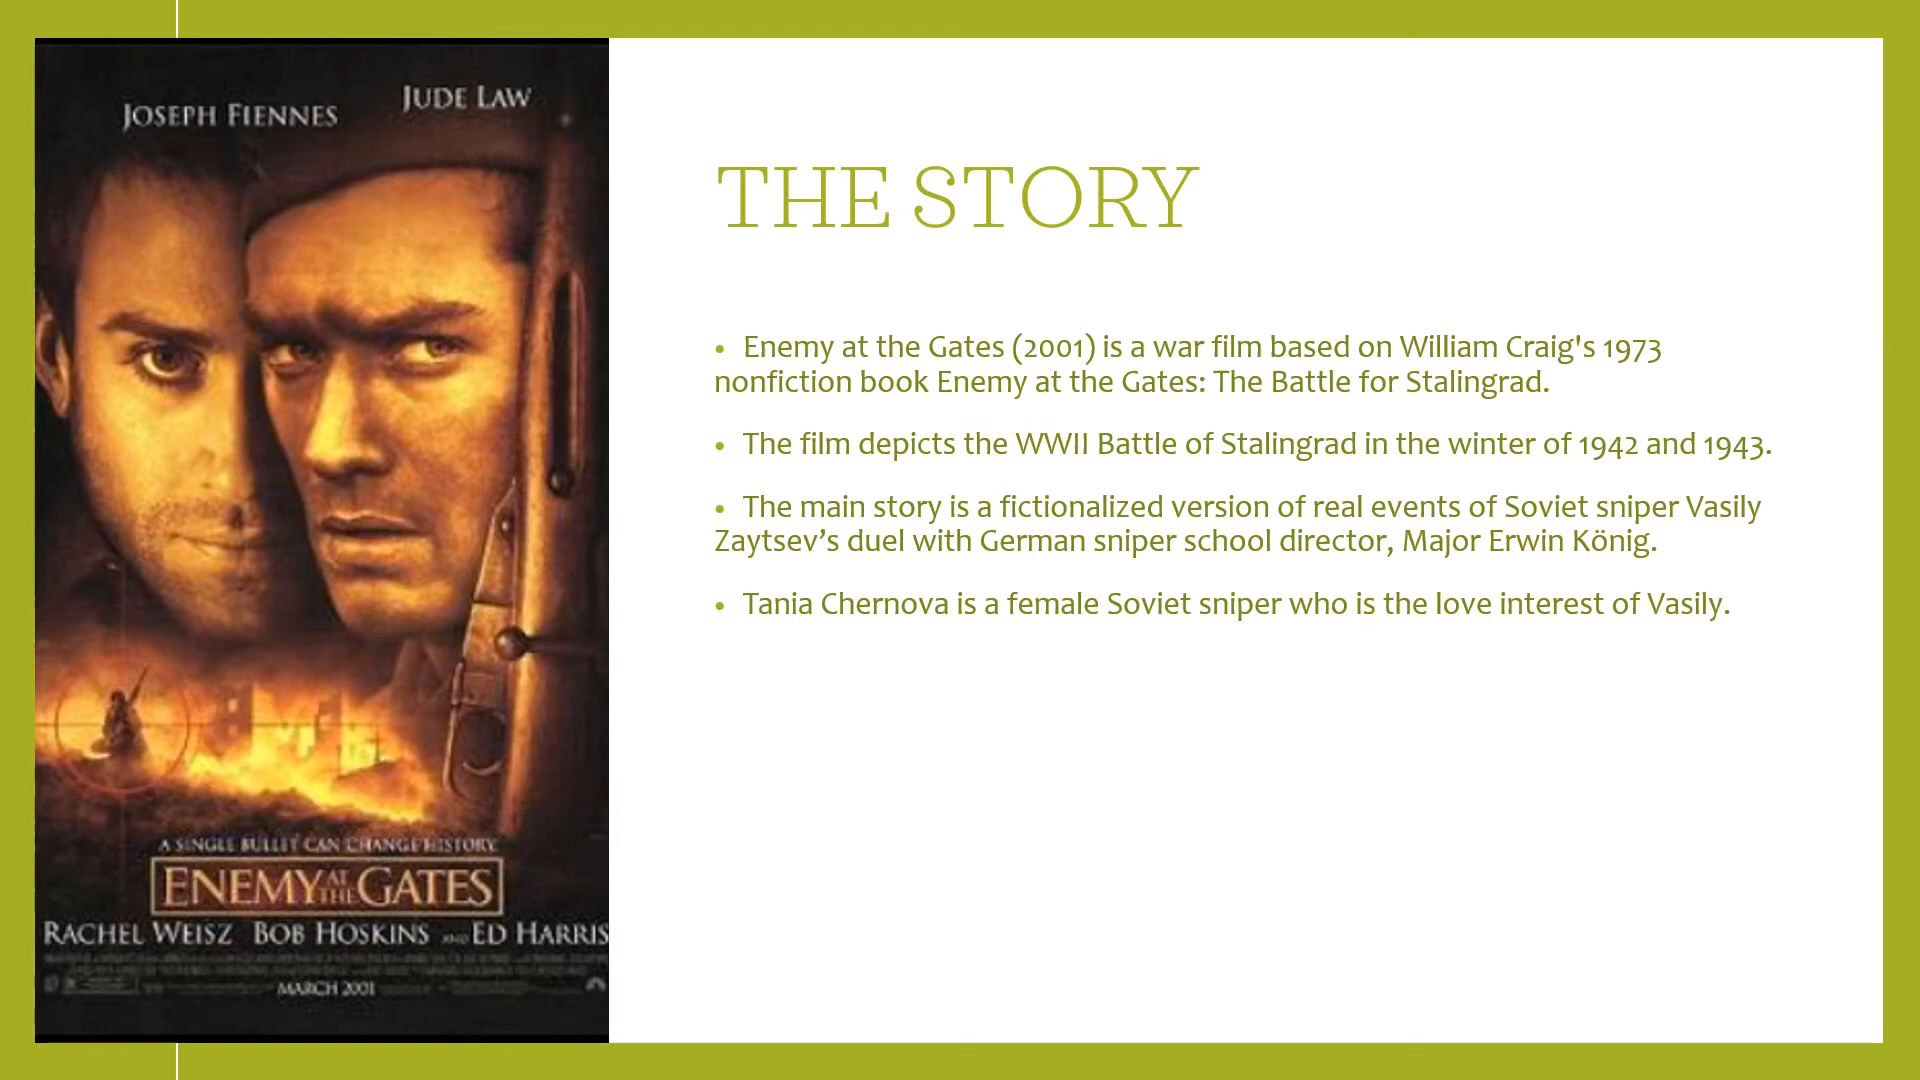 JOSEPH FIENNES
JUDE LAW
A SINGLE BULLET CAN CHANGE HISTORY.
ENEMY AT THE GATES
RACHEL WEISZ BOB HOSKINS AND ED HARRIS
MARCH 2001
THE STORY
• Enemy at the Gates (2001) is a war film based on William Craig's 1973
nonfiction book Enemy at the Gates: The Battle for Stalingrad.
• The film depicts the WWII Battle of Stalingrad in the winter of 1942 and 1943.
• The main story is a fictionalized version of real events of Soviet sniper Vasily
Zaytsev’s duel with German sniper school director, Major Erwin König.
• Tania Chernova is a female Soviet sniper who is the love interest of Vasily.